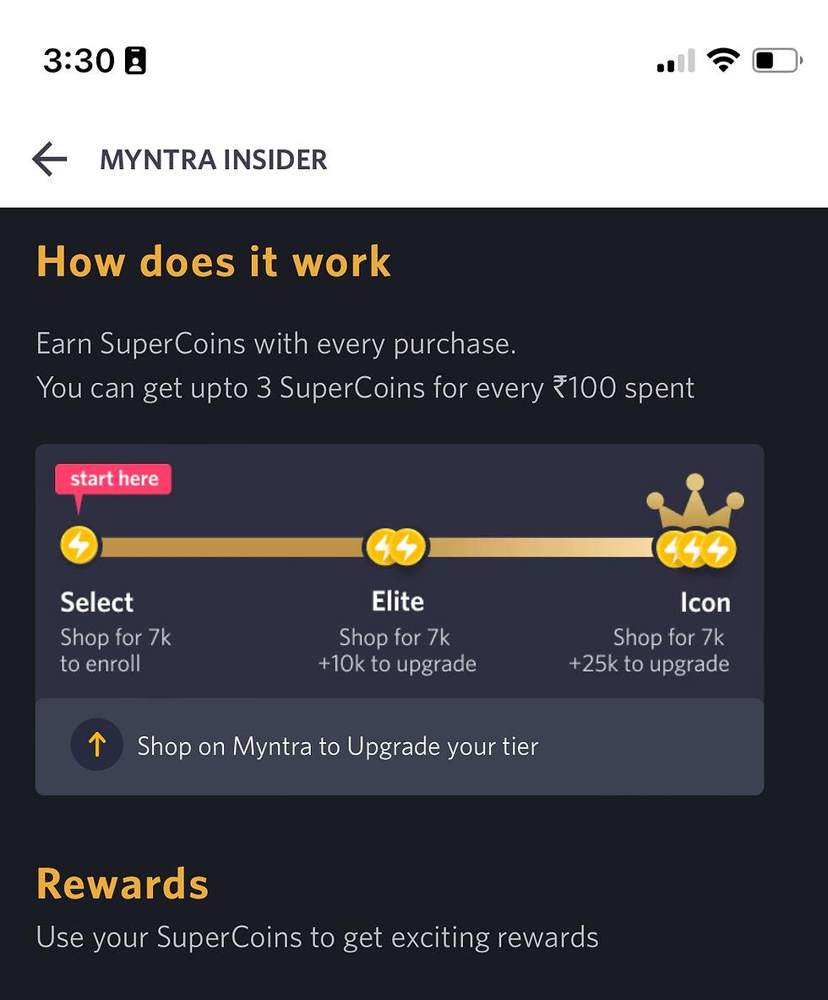 3:30
MYNTRA INSIDER
How does it work
Earn SuperCoins with every purchase.
You can get upto 3 SuperCoins for every ₹100 spent
start here
Select
Shop for 7k
to enroll
Elite
Shop for 7k
+10k to upgrade
Icon
Shop for 7k
+25k to upgrade
Shop on Myntra to Upgrade your tier
Rewards
Use your SuperCoins to get exciting rewards